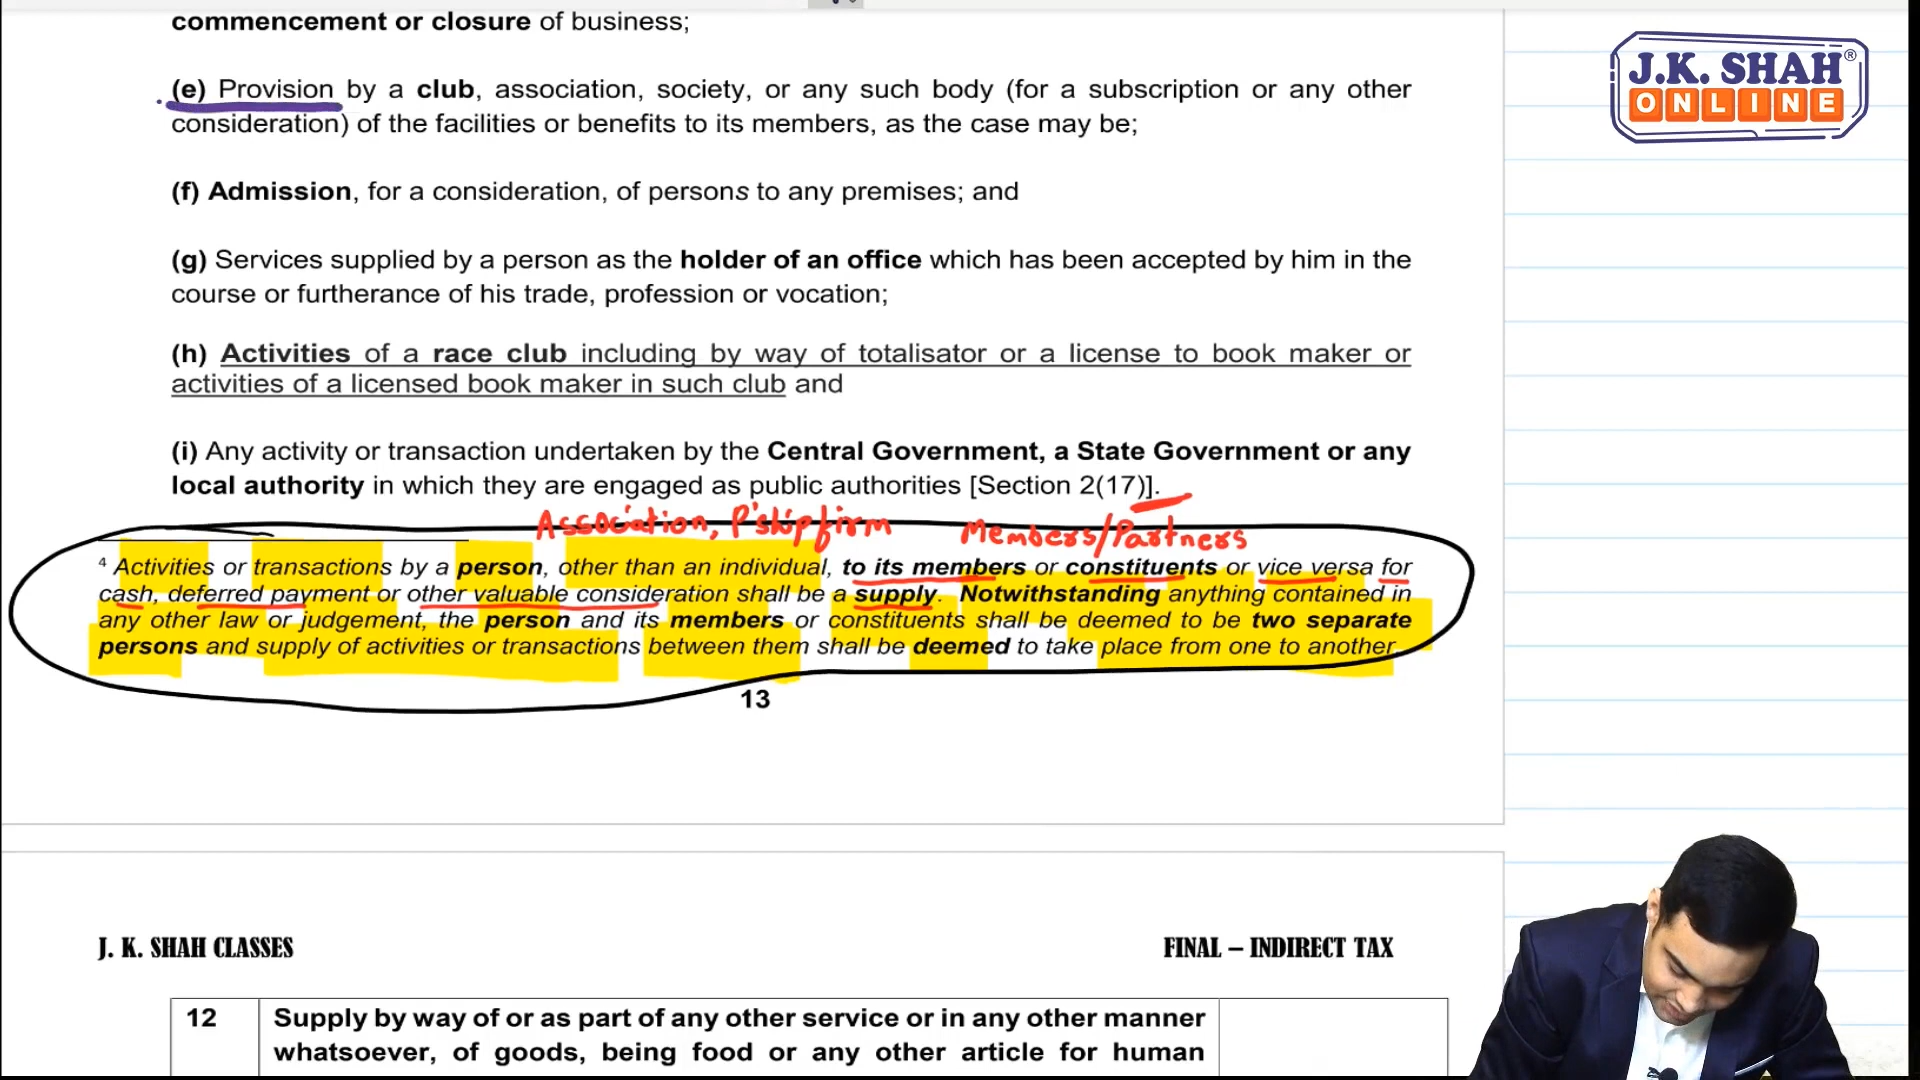 commencement or closure of business;
J.K. SHAH®
ONLINE
(e) Provision by a club, association, society, or any such body (for a subscription or any other
consideration) of the facilities or benefits to its members, as the case may be;
(f) Admission, for a consideration, of persons to any premises; and
(g) Services supplied by a person as the holder of an office which has been accepted by him in the
course or furtherance of his trade, profession or vocation;
(h) Activities of a race club including by way of totalisator or a license to book maker or
activities of a licensed book maker in such club and
(i) Any activity or transaction undertaken by the Central Government, a State Government or any
local authority in which they are engaged as public authorities [Section 2(17)].
Association, P'ship firm Members/Partners
4 Activities or transactions by a person, other than an individual, to its members or constituents or vice versa for
cash, deferred payment or other valuable consideration shall be a supply. Notwithstanding anything contained in
any other law or judgement, the person and its members or constituents shall be deemed to be two separate
persons and supply of activities or transactions between them shall be deemed to take place from one to another.
13
J. K. SHAH CLASSES FINAL – INDIRECT TAX
12 Supply by way of or as part of any other service or in any other manner
whatsoever, of goods, being food or any other article for human